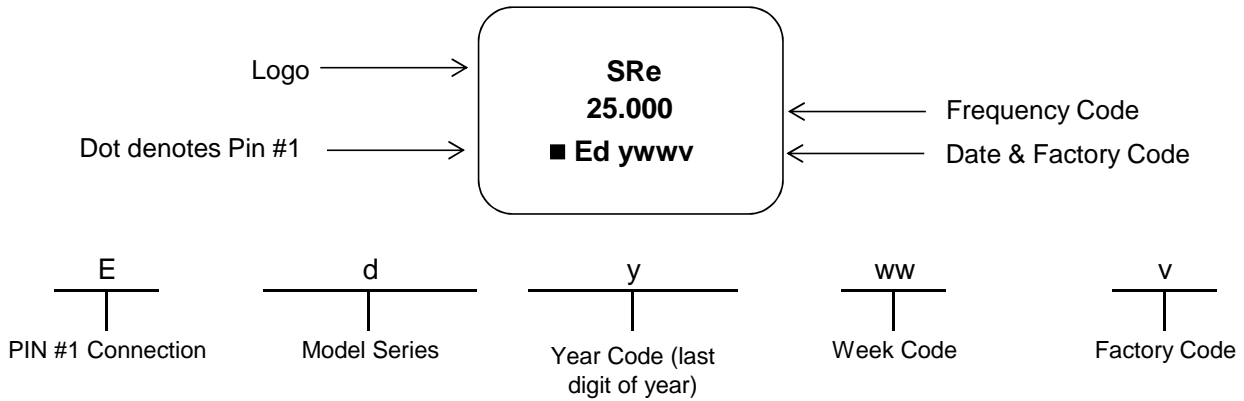 Logo
SRe
25.000
Frequency Code
Dot denotes Pin #1
■ Ed ywwv
Date & Factory Code
E
d
y
ww
v
PIN #1 Connection
Model Series
Year Code (last
digit of year)
Week Code
Factory Code